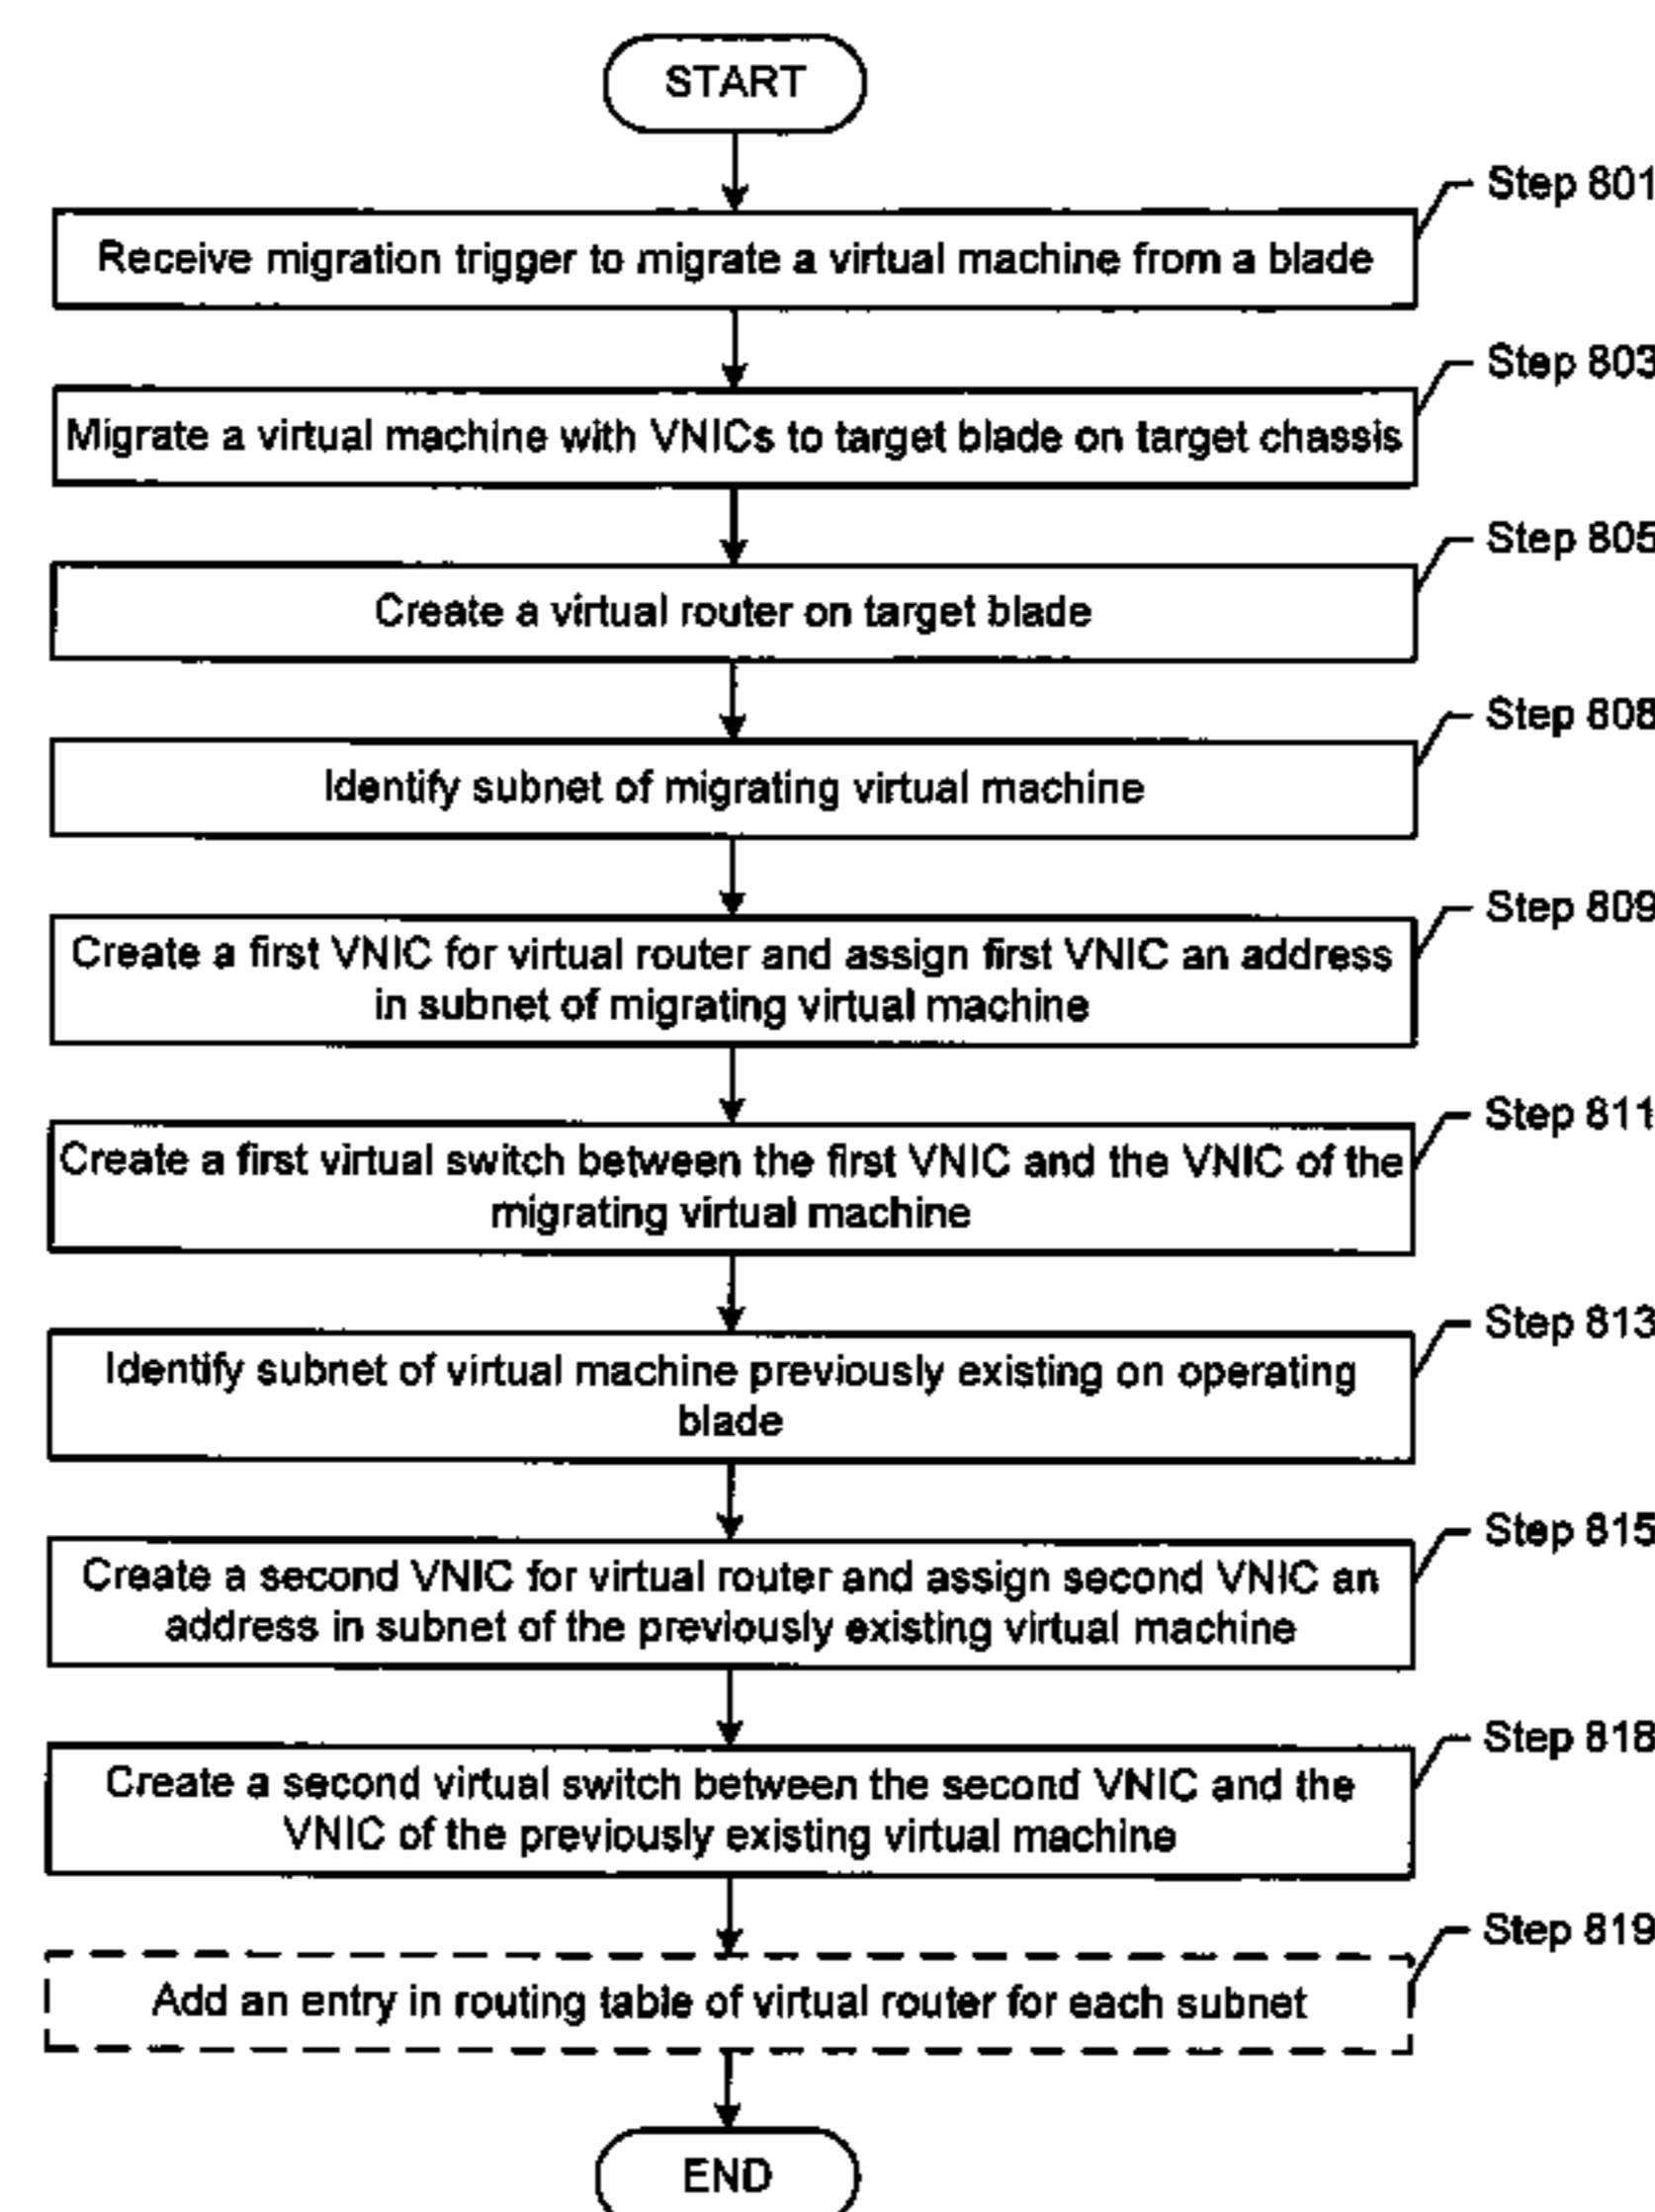 START
Step 801
Receive migration trigger to migrate a virtual machine from a blade
Step 803
Migrate a virtual machine with VNICs to target blade on target chassis
Step 805
Create a virtual router on target blade
Step 808
Identify subnet of migrating virtual machine
Step 809
Create a first VNIC for virtual router and assign first VNIC an address
in subnet of migrating virtual machine
Step 811
Create a first virtual switch between the first VNIC and the VNIC of the
migrating virtual machine
Step 813
Identify subnet of virtual machine previously existing on operating
blade
Step 815
Create a second VNIC for virtual router and assign second VNIC an
address in subnet of the previously existing virtual machine
Step 818
Create a second virtual switch between the second VNIC and the
VNIC of the previously existing virtual machine
Step 819
Add an entry in routing table of virtual router for each subnet
END